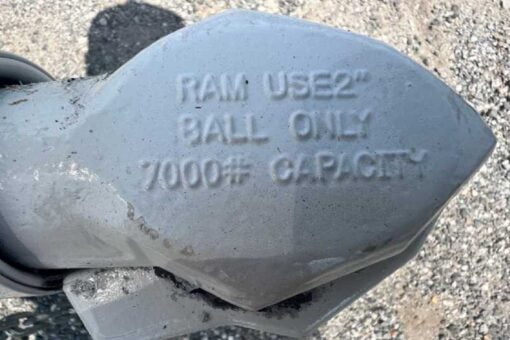 RAM USE2"
BALL ONLY
7000# CAPACITY